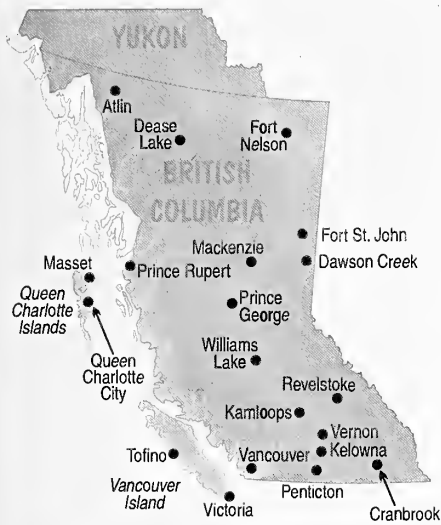 YUKON
Atlin
Dease
Lake
Fort
Nelson
BRITISH
COLUMBIA
Fort St. John
Mackenzie
Dawson Creek
Masset
Prince Rupert
Queen
Charlotte
Islands
Prince
George
Queen
Charlotte
City
Williams
Lake
Revelstoke
Kamloops
Vernon
Tofino
Vancouver
Kelowna
Vancouver
Island
Penticton
Victoria
Cranbrook